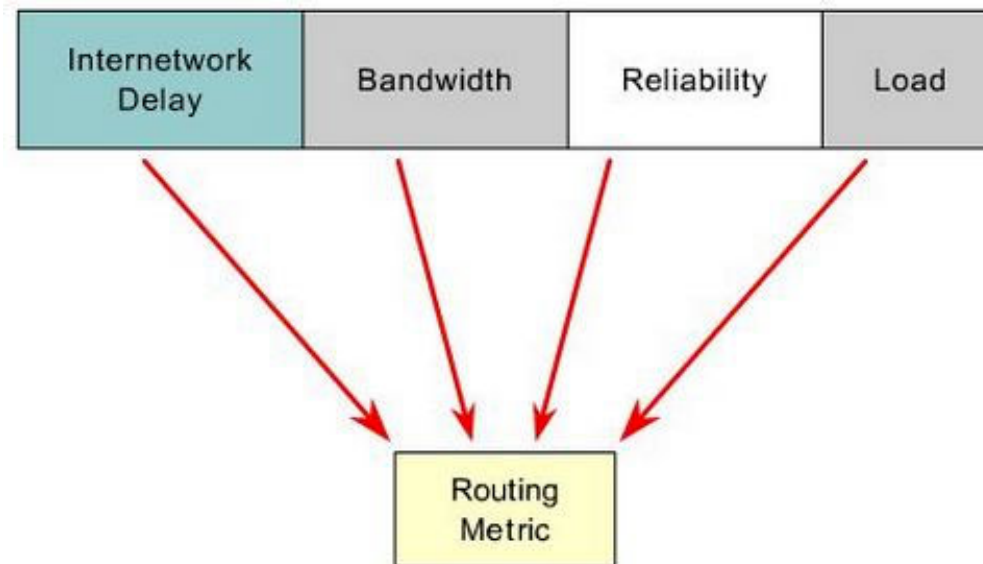 Internetwork
Delay
Bandwidth
Reliability
Load
Routing
Metric